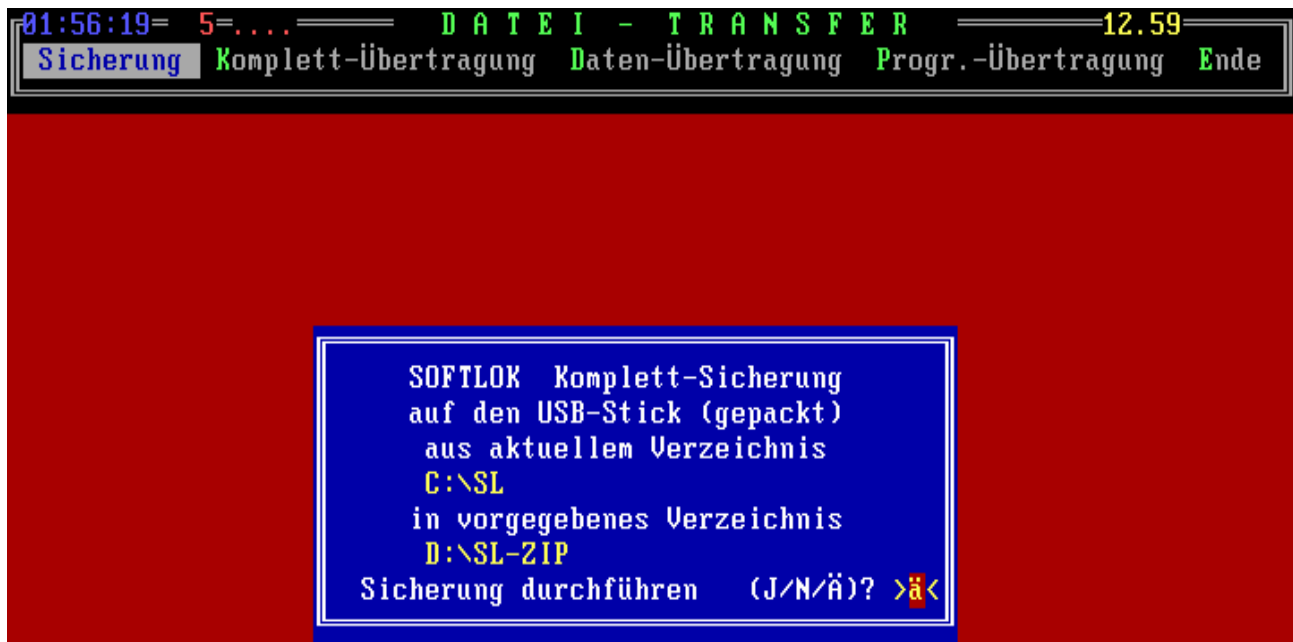 01:56:19= 5=.... D A T E I - T R A N S F E R 12.59
Sicherung Komplett-Übertragung Daten-Übertragung Progr.-Übertragung Ende
SOFTLOK Komplett-Sicherung
auf den USB-Stick (gepackt)
aus aktuellem Verzeichnis
C:\SL
in vorgegebenes Verzeichnis
D:\SL-ZIP
Sicherung durchführen (J/N/Ä)? >ä<